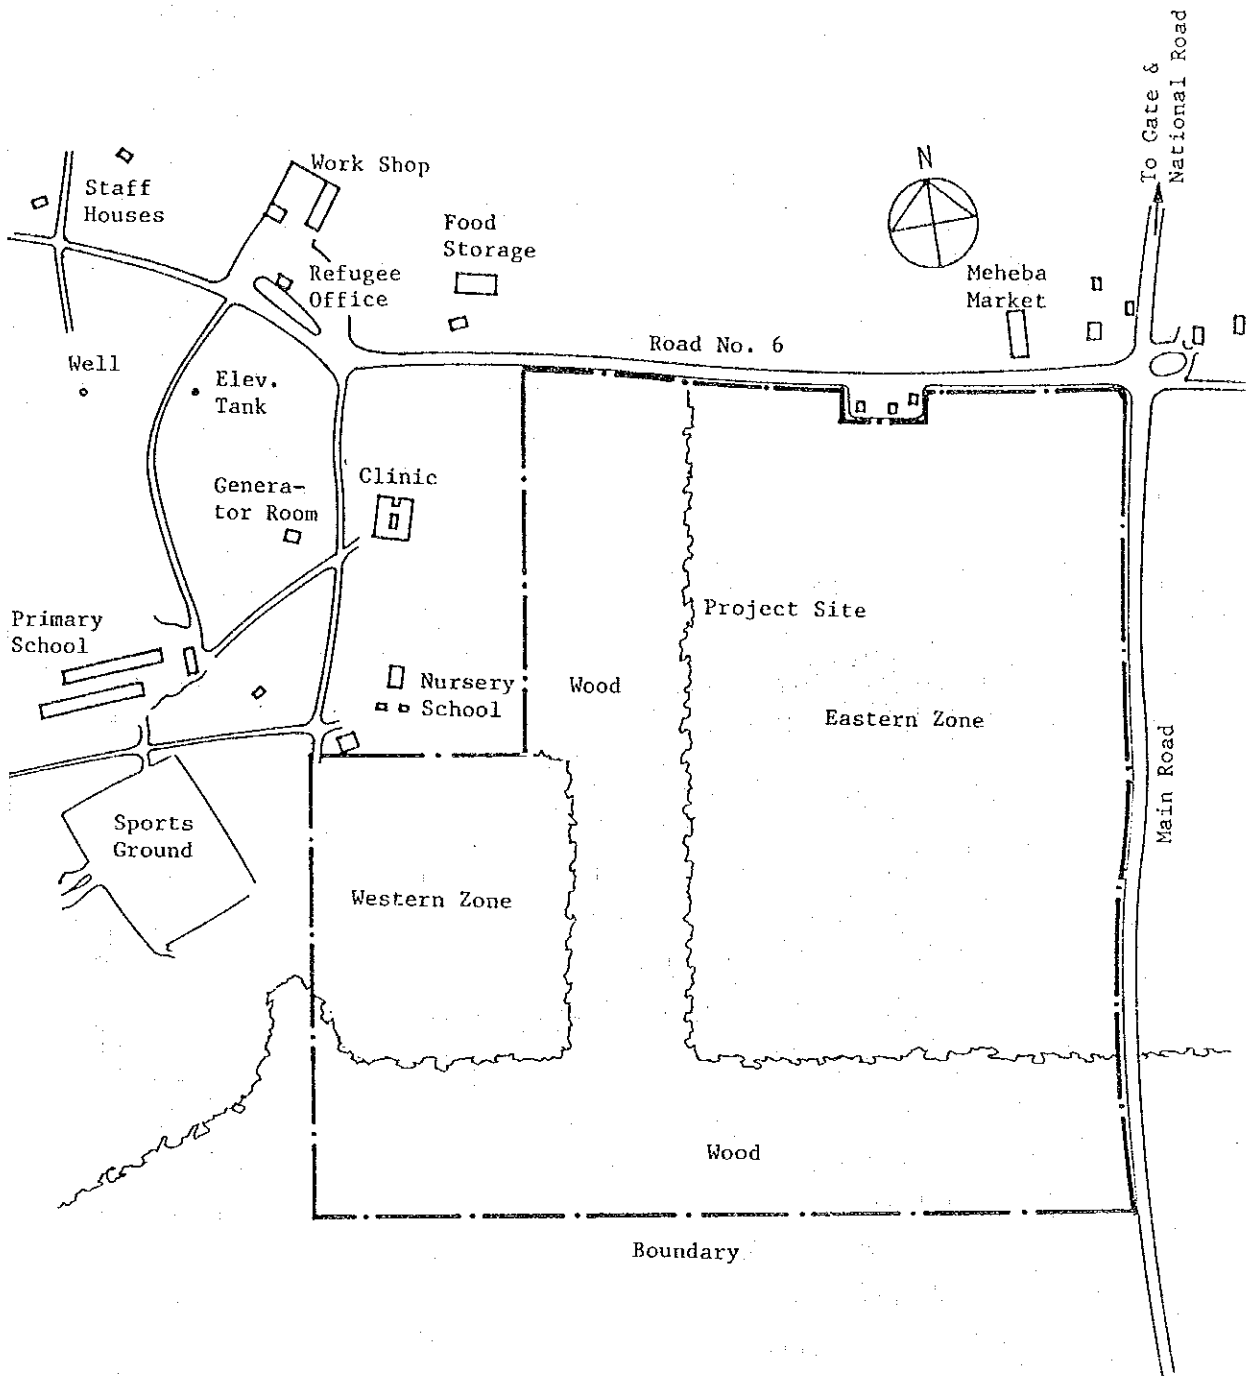 To Gate &
National Road
N
Work Shop
Staff
Houses
Food
Storage
Refugee
Office
Meheba
Market
Road No. 6
Well
Elev.
Tank
Clinic
Genera-
tor Room
Primary
School
Project Site
Nursery
School
Wood
Eastern Zone
Main Road
Sports
Ground
Western Zone
Wood
Boundary